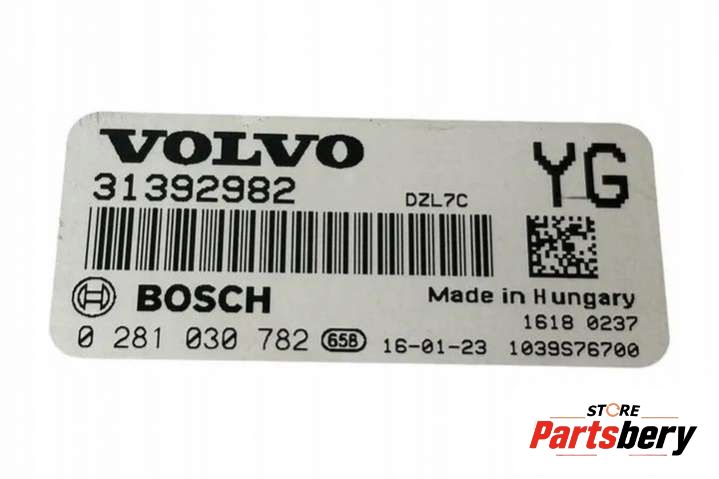 VOLVO
31392982
DZL7C
YG
BOSCH
Made in Hungary
1618 0237
0 281 030 782 65B 16-01-23 1039S76700
STORE
Partsbery